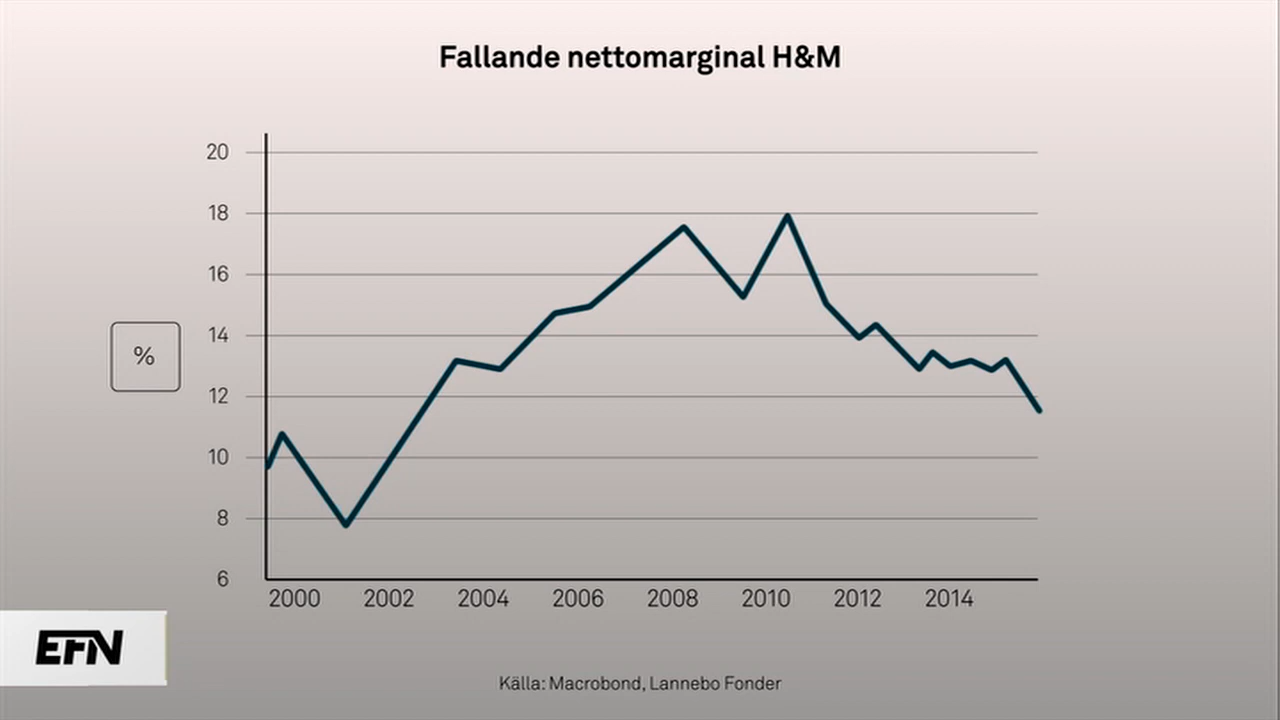 Fallande nettomarginal H&M
20
18
16
14
%
12
10
8
6
2000 2002 2004 2006 2008 2010 2012 2014
EFN
Källa: Macrobond, Lannebo Fonder